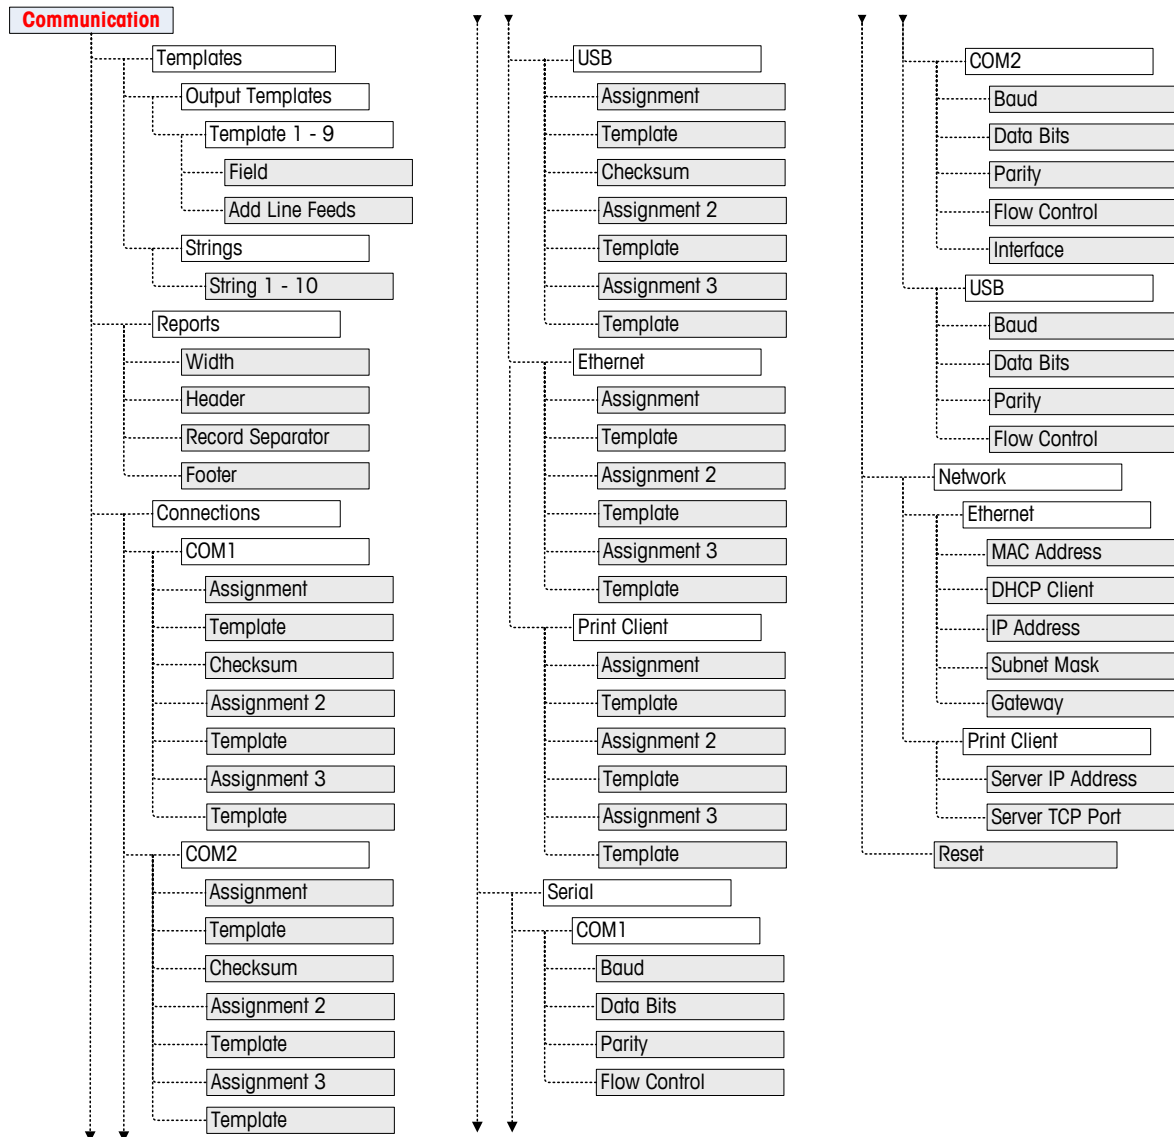 Communication
Templates
Output Templates
Template 1 - 9
Field
Add Line Feeds
Strings
String 1 - 10
Reports
Width
Header
Record Separator
Footer
Connections
COM1
Assignment
Template
Checksum
Assignment 2
Template
Assignment 3
Template
COM2
Assignment
Template
Checksum
Assignment 2
Template
Assignment 3
Template
USB
Assignment
Template
Checksum
Assignment 2
Template
Assignment 3
Template
Ethernet
Assignment
Template
Assignment 2
Template
Assignment 3
Template
Print Client
Assignment
Template
Assignment 2
Template
Assignment 3
Template
Serial
COM1
Baud
Data Bits
Parity
Flow Control
COM2
Baud
Data Bits
Parity
Flow Control
Interface
USB
Baud
Data Bits
Parity
Flow Control
Network
Ethernet
MAC Address
DHCP Client
IP Address
Subnet Mask
Gateway
Print Client
Server IP Address
Server TCP Port
Reset